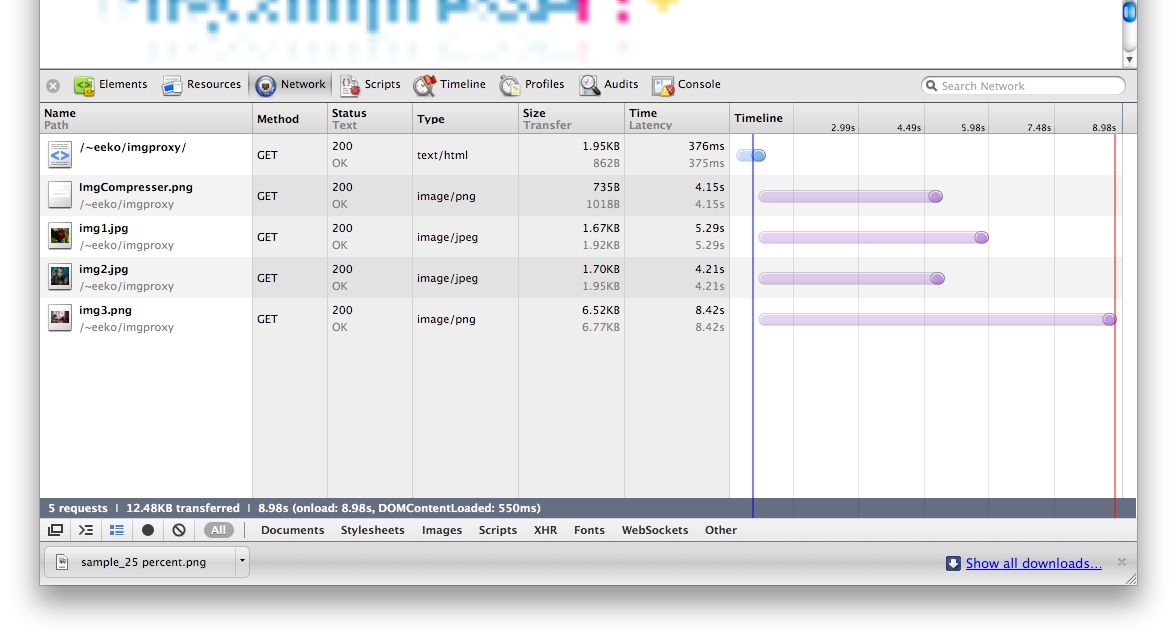 Elements Resources Network Scripts Timeline Profiles Audits Console Search Network
Name Method Status Type Size Time Timeline
Path Text Transfer Latency 2.99s 4.49s 5.98s 7.48s 8.98s
/~eeko/imgproxy/ GET 200 text/html 1.95KB 376ms
OK 862B 375ms
ImgCompresser.png GET 200 image/png 735B 4.15s
/~eeko/imgproxy OK 1018B 4.15s
img1.jpg GET 200 image/jpeg 1.67KB 5.29s
/~eeko/imgproxy OK 1.92KB 5.29s
img2.jpg GET 200 image/jpeg 1.70KB 4.21s
/~eeko/imgproxy OK 1.95KB 4.21s
img3.png GET 200 image/png 6.52KB 8.42s
/~eeko/imgproxy OK 6.77KB 8.42s
5 requests | 12.48KB transferred | 8.98s (onload: 8.98s, DOMContentLoaded: 550ms)
All Documents Stylesheets Images Scripts XHR Fonts WebSockets Other
sample_25 percent.png Show all downloads...